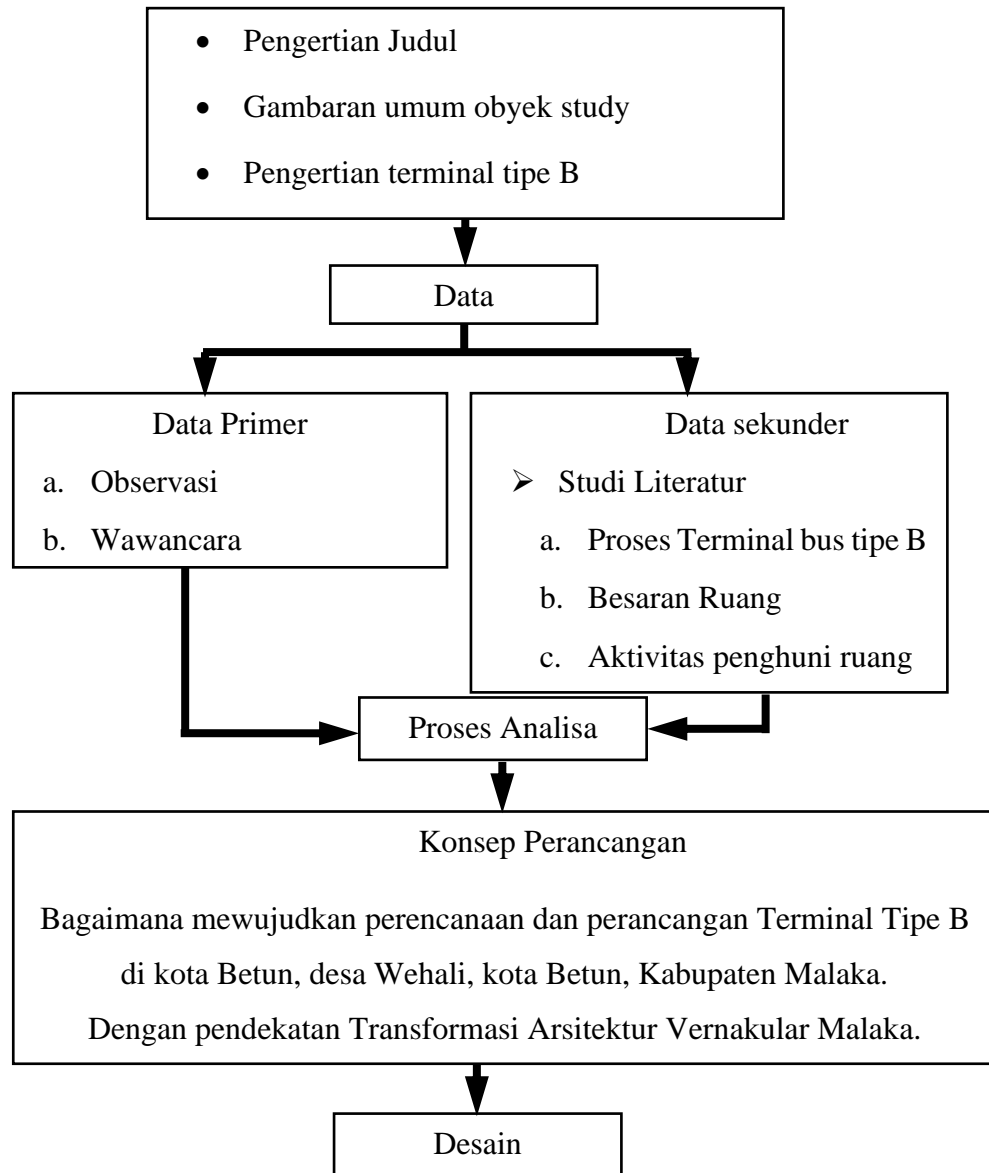 • Pengertian Judul
• Gambaran umum obyek study
• Pengertian terminal tipe B
Data
Data Primer
a. Observasi
b. Wawancara
Data sekunder
➢ Studi Literatur
a. Proses Terminal bus tipe B
b. Besaran Ruang
c. Aktivitas penghuni ruang
Proses Analisa
Konsep Perancangan
Bagaimana mewujudkan perencanaan dan perancangan Terminal Tipe B
di kota Betun, desa Wehali, kota Betun, Kabupaten Malaka.
Dengan pendekatan Transformasi Arsitektur Vernakular Malaka.
Desain